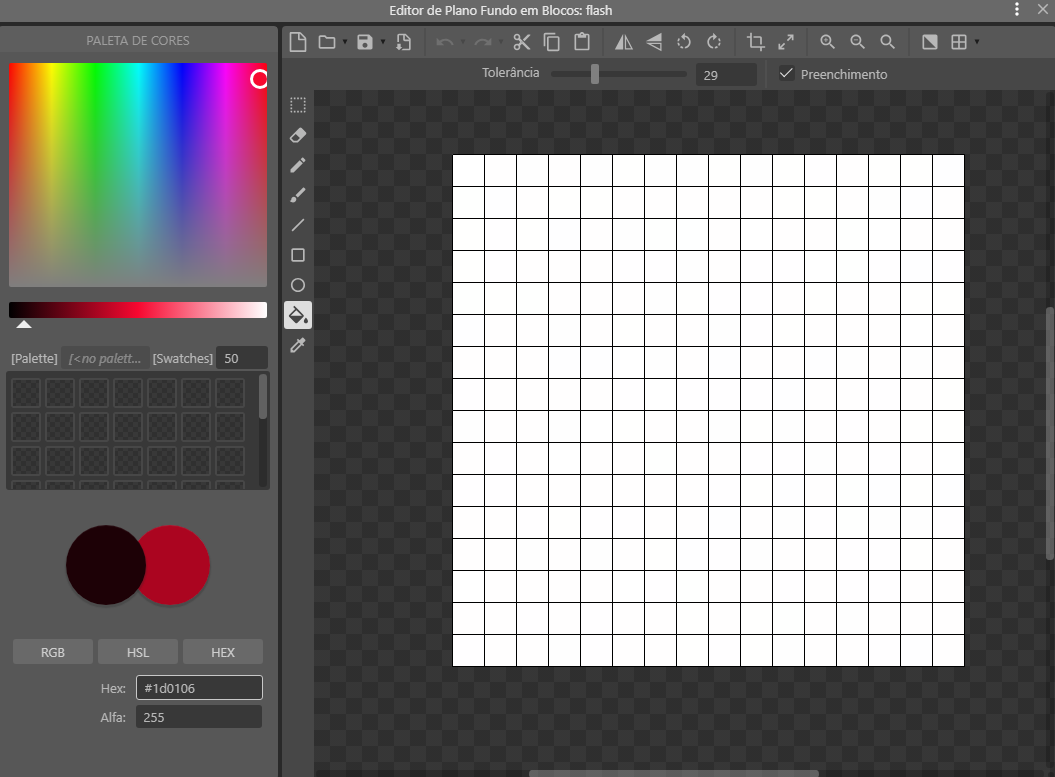 Editor de Plano Fundo em Blocos: flash
PALETA DE CORES
Tolerância 29 Preenchimento
[Palette] [<no palett... [Swatches] 50
RGB HSL HEX
Hex: #1d0106
Alfa: 255